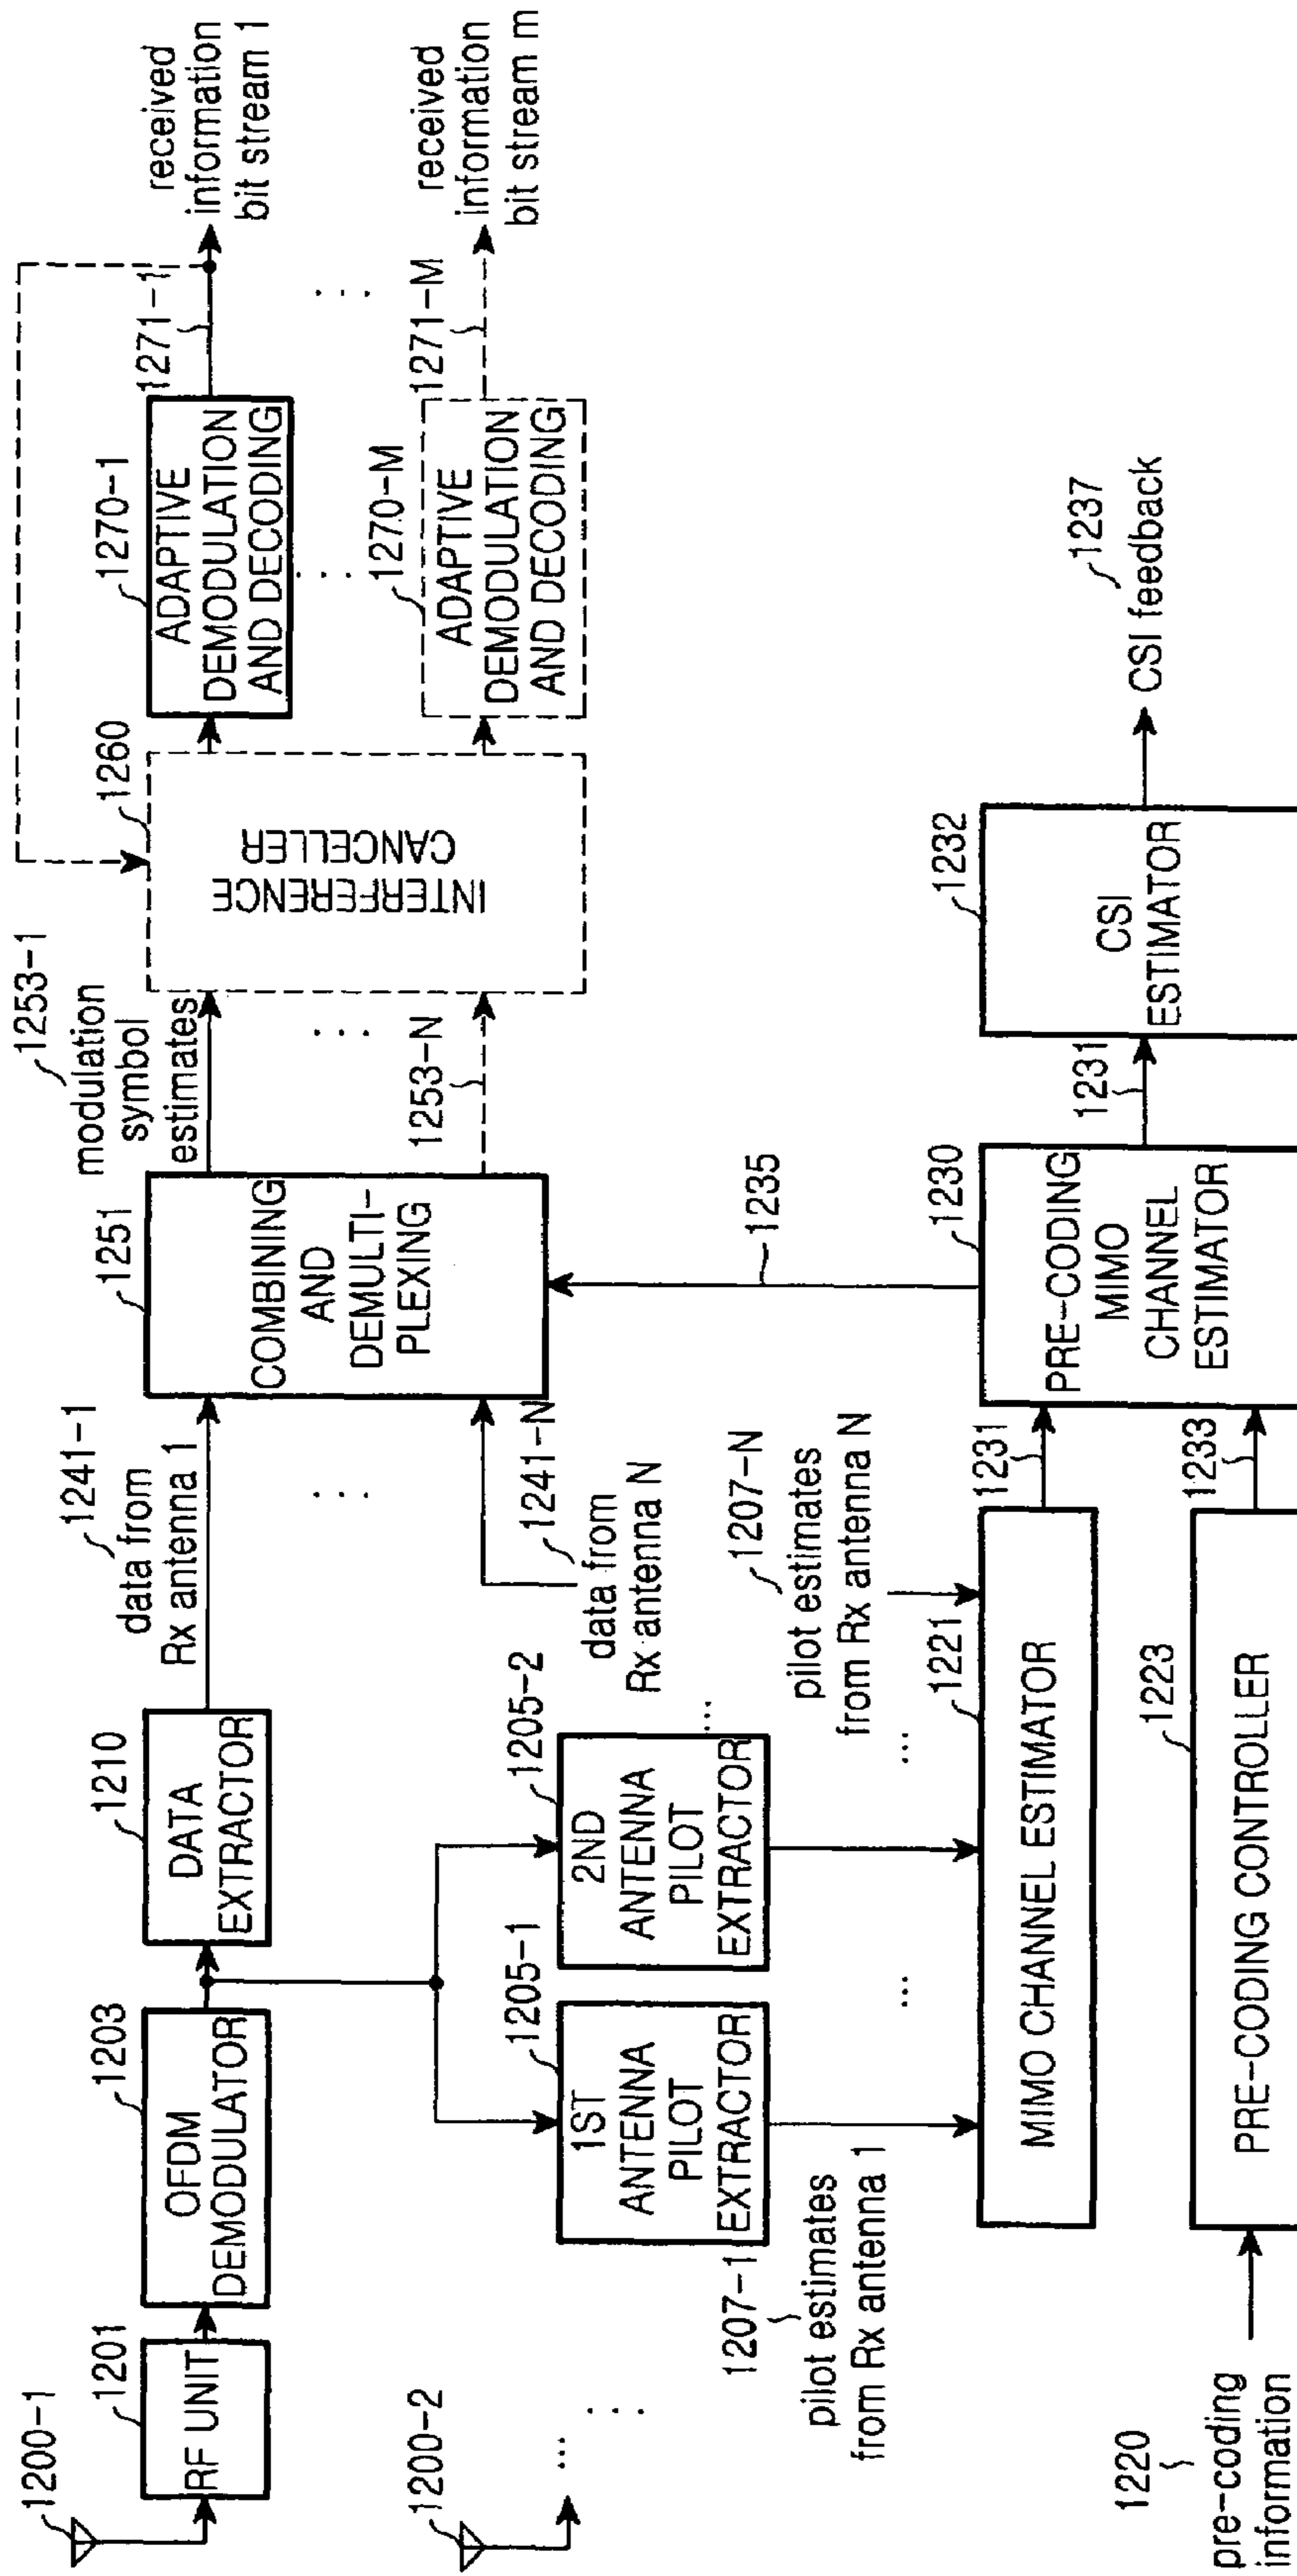 1200-1
1201
RF UNIT
1203
OFDM
DEMODULATOR
1210
DATA
EXTRACTOR
1241-1
data from
Rx antenna 1
1251
COMBINING
AND
DEMULTI-
PLEXING
1253-1
modulation
symbol
estimates
1260
INTERFERENCE
CANCELLER
1270-1
ADAPTIVE
DEMODULATION
AND DECODING
1271-1
received
information
bit stream 1
...
...
...
...
1200-2
...
...
1205-1
1ST
ANTENNA
PILOT
EXTRACTOR
1205-2
2ND
ANTENNA
PILOT
EXTRACTOR
...
1241-N
data from
Rx antenna N
1253-N
1270-M
ADAPTIVE
DEMODULATION
AND DECODING
1271-M
received
information
bit stream m
1207-1
pilot estimates
from Rx antenna 1
...
...
1207-N
pilot estimates
from Rx antenna N
1235
1221
MIMO CHANNEL ESTIMATOR
1231
1230
PRE-CODING
MIMO
CHANNEL
ESTIMATOR
1231
1232
CSI
ESTIMATOR
1237
CSI feedback
1220
pre-coding
information
1223
PRE-CODING CONTROLLER
1233